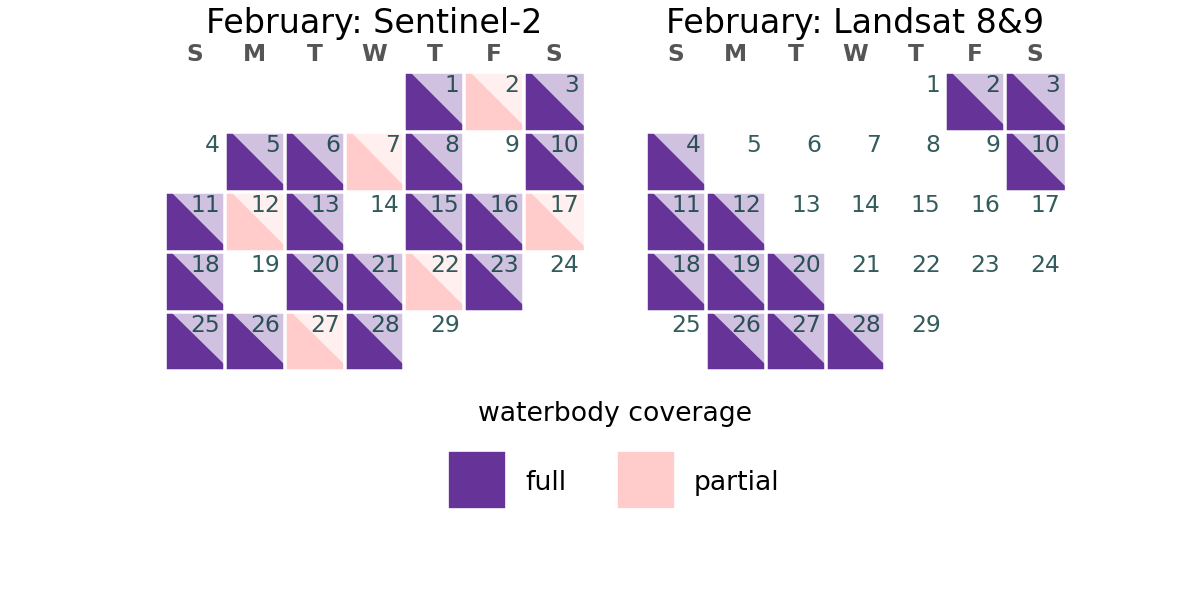 February: Sentinel-2
S M T W T F S
1 2 3
4 5 6 7 8 9 10
11 12 13 14 15 16 17
18 19 20 21 22 23 24
25 26 27 28 29
February: Landsat 8&9
S M T W T F S
1 2 3
4 5 6 7 8 9 10
11 12 13 14 15 16 17
18 19 20 21 22 23 24
25 26 27 28 29
waterbody coverage
full
partial